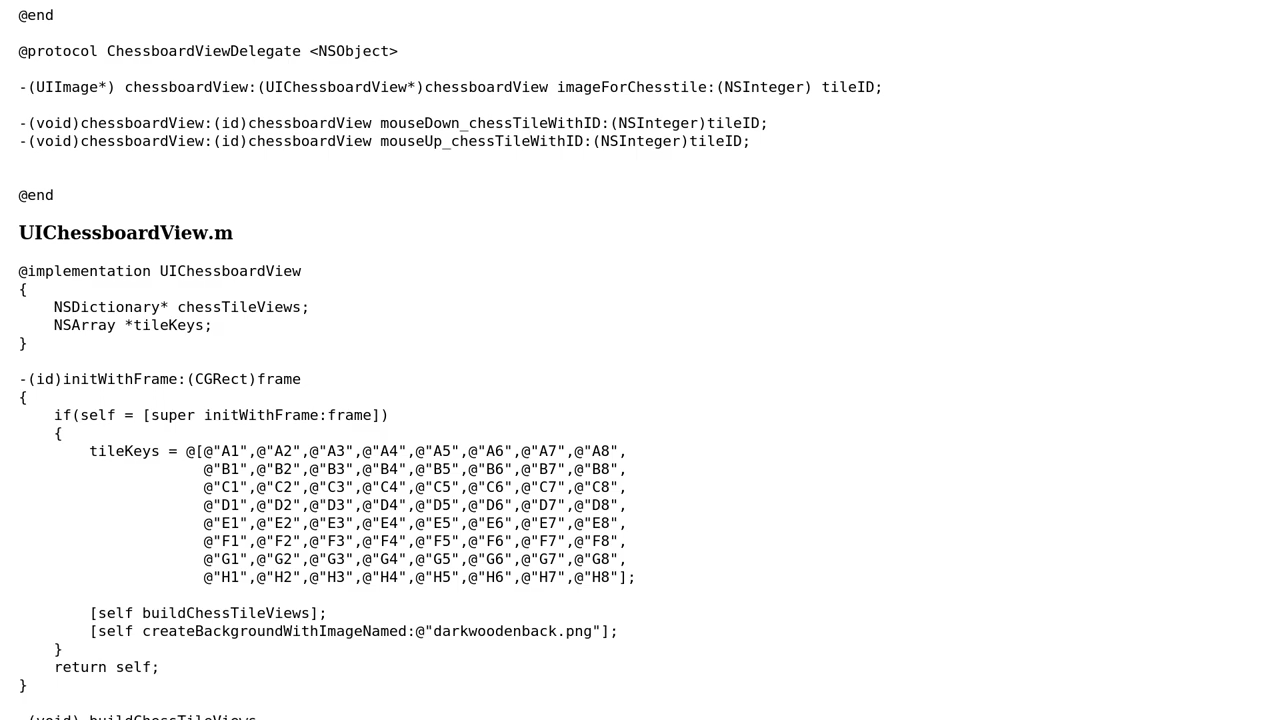 @end
@protocol ChessboardViewDelegate <NSObject>
-(UIImage*) chessboardView:(UIChessboardView*)chessboardView imageForChesstile:(NSInteger) tileID;
-(void)chessboardView:(id)chessboardView mouseDown_chessTileWithID:(NSInteger)tileID;
-(void)chessboardView:(id)chessboardView mouseUp_chessTileWithID:(NSInteger)tileID;
@end
UIChessboardView.m
@implementation UIChessboardView
{
    NSDictionary* chessTileViews;
    NSArray *tileKeys;
}
-(id)initWithFrame:(CGRect)frame
{
    if(self = [super initWithFrame:frame])
    {
        tileKeys = @[@"A1",@"A2",@"A3",@"A4",@"A5",@"A6",@"A7",@"A8",
                     @"B1",@"B2",@"B3",@"B4",@"B5",@"B6",@"B7",@"B8",
                     @"C1",@"C2",@"C3",@"C4",@"C5",@"C6",@"C7",@"C8",
                     @"D1",@"D2",@"D3",@"D4",@"D5",@"D6",@"D7",@"D8",
                     @"E1",@"E2",@"E3",@"E4",@"E5",@"E6",@"E7",@"E8",
                     @"F1",@"F2",@"F3",@"F4",@"F5",@"F6",@"F7",@"F8",
                     @"G1",@"G2",@"G3",@"G4",@"G5",@"G6",@"G7",@"G8",
                     @"H1",@"H2",@"H3",@"H4",@"H5",@"H6",@"H7",@"H8"];
        [self buildChessTileViews];
        [self createBackgroundWithImageNamed:@"darkwoodenback.png"];
    }
    return self;
}
-(void) buildChessTileViews